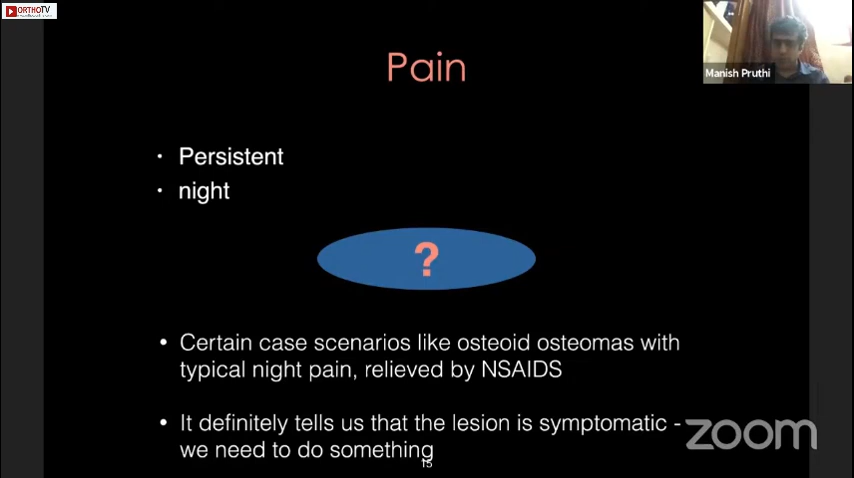 ORTHOTV
Manish Pruthi
Pain
• Persistent
• night
?
• Certain case scenarios like osteoid osteomas with
typical night pain, relieved by NSAIDS
• It definitely tells us that the lesion is symptomatic -
we need to do something
15
zoom